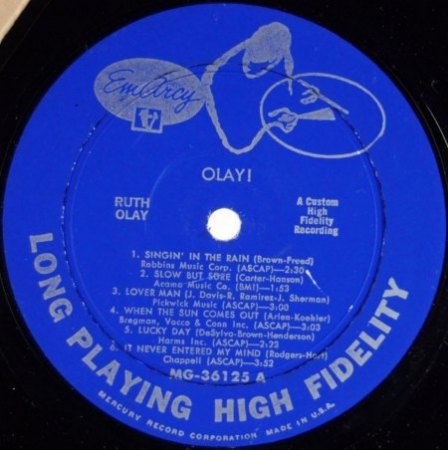 EmArcy
OLAY!
RUTH
OLAY
A Custom
High
Fidelity
Recording
1. SINGIN' IN THE RAIN (Brown-Freed)
Robbins Music Corp. (ASCAP)—2:30
2. SLOW BUT SURE (Carter-Hanson)
Acama Music Co. (BMI)—1:53
3. LOVER MAN (J. Davis-R. Ramirez-J. Sherman)
Pickwick Music (ASCAP)—3:00
4. WHEN THE SUN COMES OUT (Arlen-Koehler)
Bregman, Vocco & Conn Inc. (ASCAP)—3:03
5. LUCKY DAY (DeSylva-Brown-Henderson)
Harms Inc. (ASCAP)—2:23
6. IT NEVER ENTERED MY MIND (Rodgers-Hart)
Chappell (ASCAP)—3:52
MG-36125 A
LONG PLAYING HIGH FIDELITY
MERCURY RECORD CORPORATION MADE IN U.S.A.